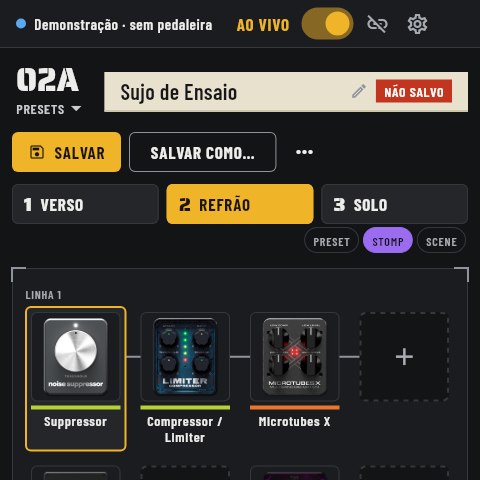 Demonstração · sem pedaleira
AO VIVO
02A
PRESETS
Sujo de Ensaio
NÃO SALVO
SALVAR
SALVAR COMO...
1 VERSO
2 REFRÃO
3 SOLO
PRESET
STOMP
SCENE
LINHA 1
noise suppressor
LIMITER
COMPRESSOR
MICROTUBES X
Suppressor
Compressor /
Limiter
Microtubes X